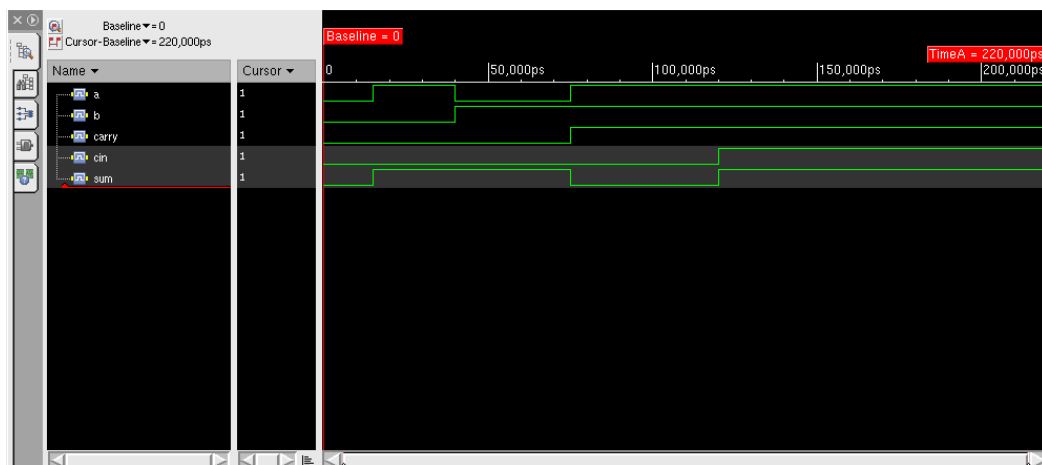 Baseline▼=0
Cursor-Baseline▼=220,000ps
Baseline = 0
TimeA = 220,000ps
Name▼ Cursor▼ 0 50,000ps 100,000ps 150,000ps 200,000ps
a 1
b 1
carry 1
cin 1
sum 1